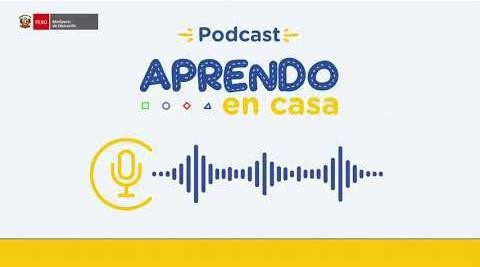 PERÚ
Ministerio
de Educación
Podcast
APRENDO
en casa